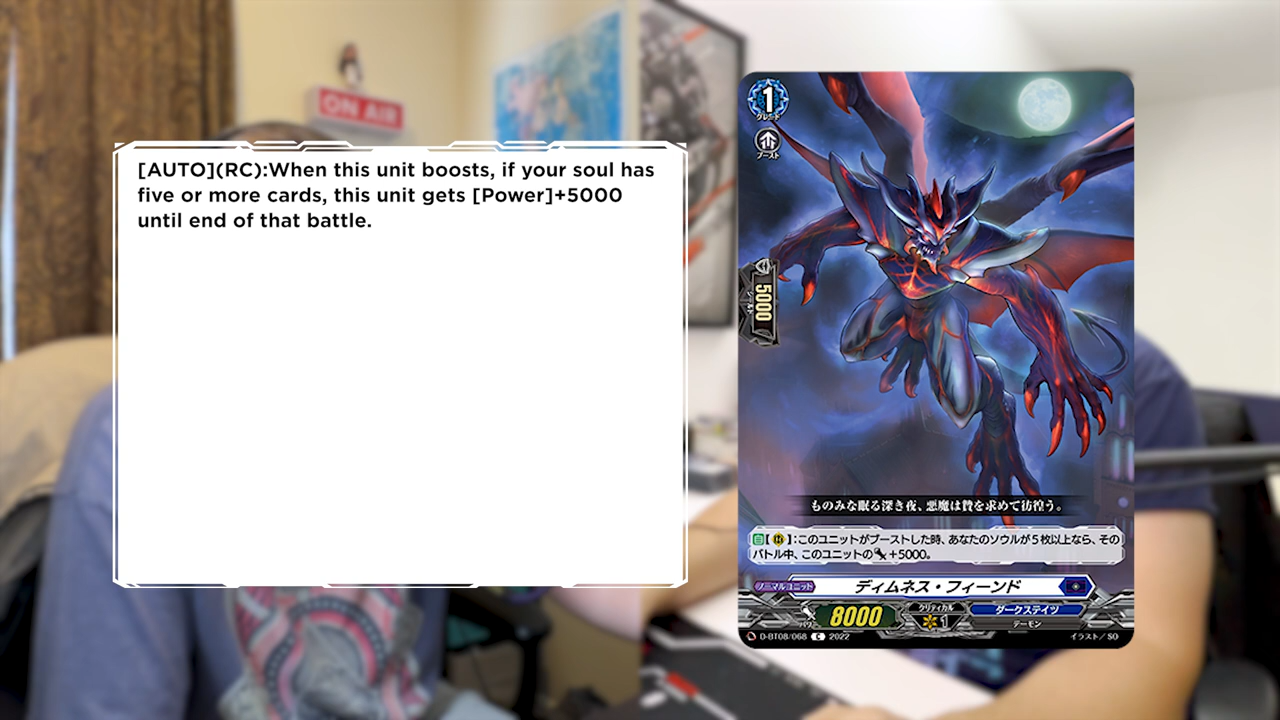 ON AIR
[AUTO](RC):When this unit boosts, if your soul has
five or more cards, this unit gets [Power]+5000
until end of that battle.
1
グレード
ブースト
5000
シールド
ものみな眠る深き夜、悪魔は贄を求めて彷徨う。
自【】:このユニットがブーストした時、あなたのソウルが5枚以上なら、その
バトル中、このユニットの+5000。
ノーマルユニット
ディムネス・フィーンド
パワー
8000
クリティカル
1
ダークステイツ
デーモン
D-BT08/068 C 2022
イラスト/SO